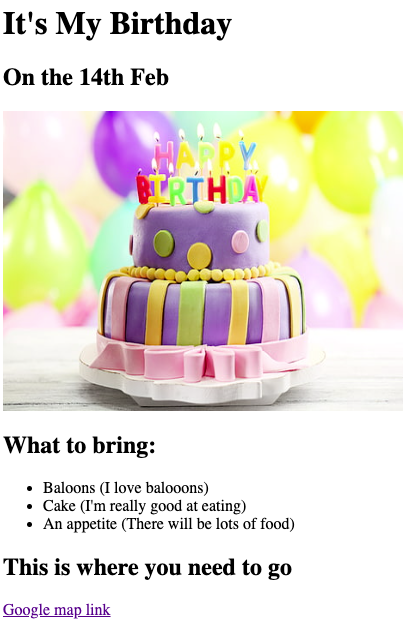 It's My Birthday
On the 14th Feb
HAPPY
BIRTHDAY
What to bring:
Baloons (I love balooons)
Cake (I'm really good at eating)
An appetite (There will be lots of food)
This is where you need to go
Google map link